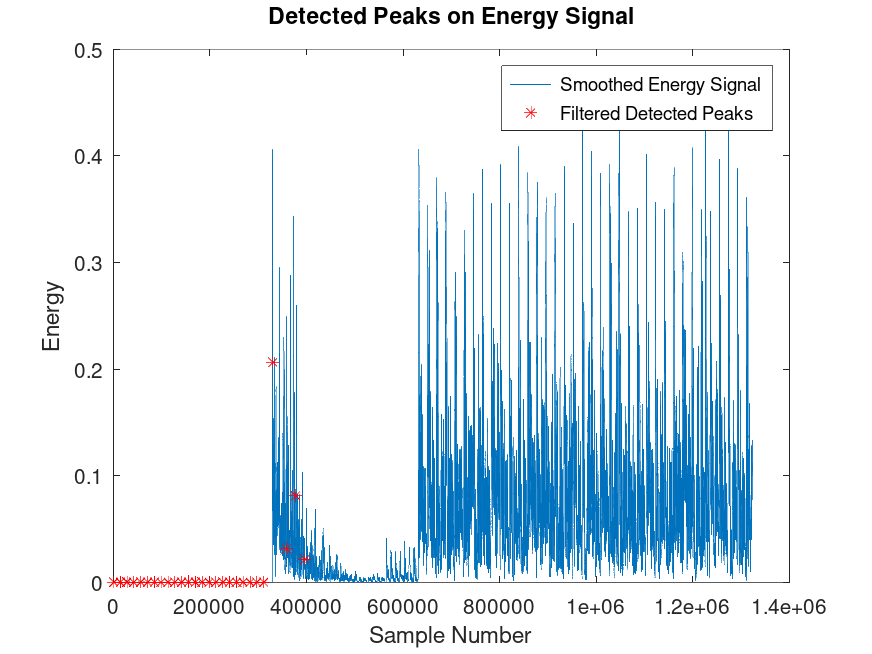 Detected Peaks on Energy Signal
0.5
Smoothed Energy Signal
Filtered Detected Peaks
0.4
0.3
Energy
0.2
0.1
0
0 200000 400000 600000 800000 1e+06 1.2e+06 1.4e+06
Sample Number